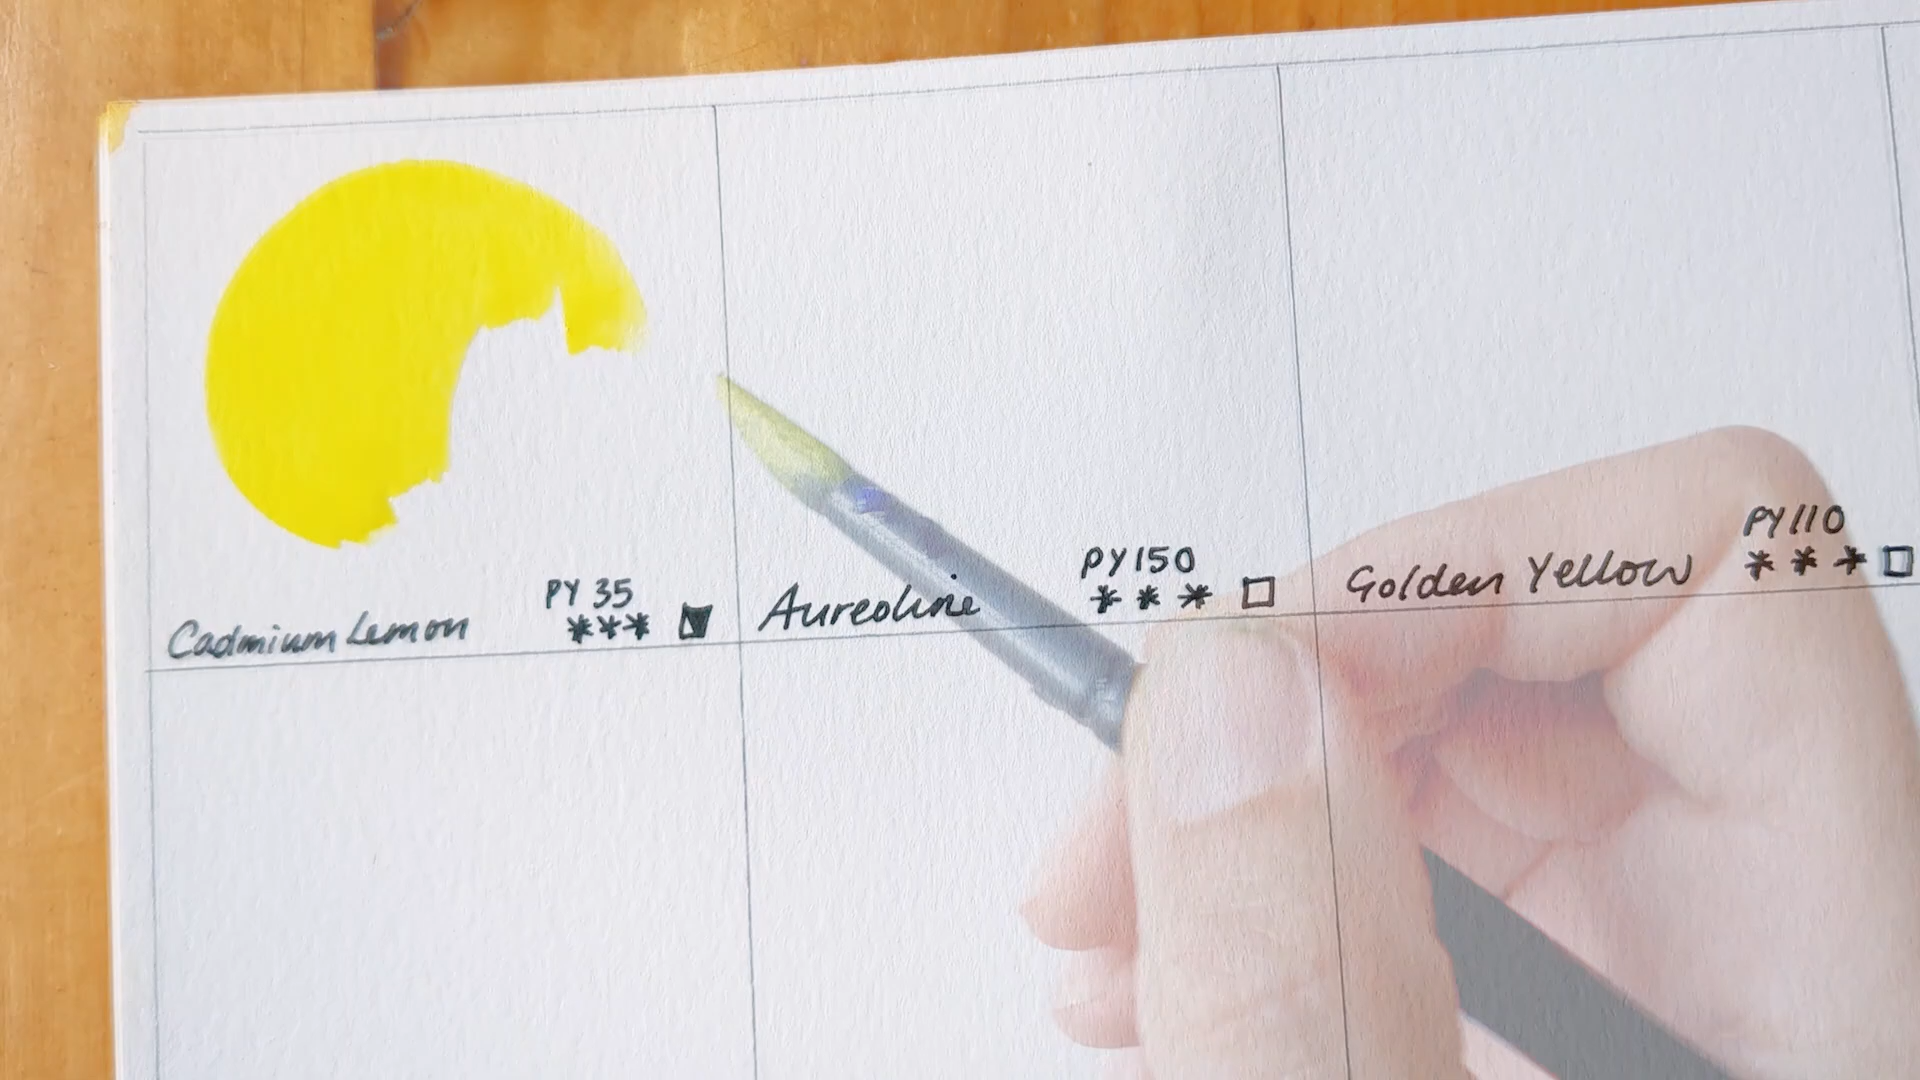 PY 35
Cadmium Lemon ***
PY150
Aureoline ***
PY110
Golden Yellow ***